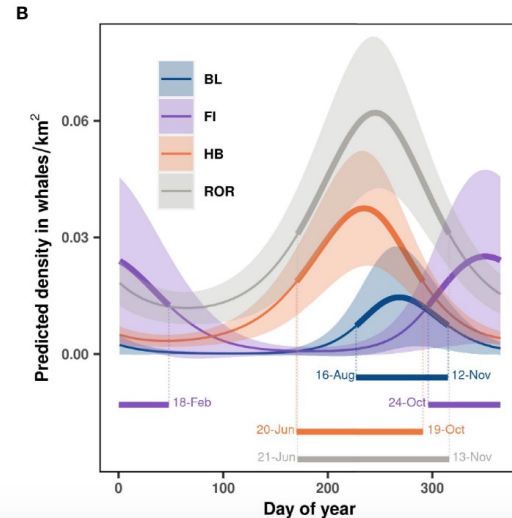 B
Predicted density in whales/km²
0.06
0.03
0.00
BL
FI
HB
ROR
16-Aug 12-Nov
18-Feb 24-Oct
20-Jun 19-Oct
21-Jun 13-Nov
0 100 200 300
Day of year